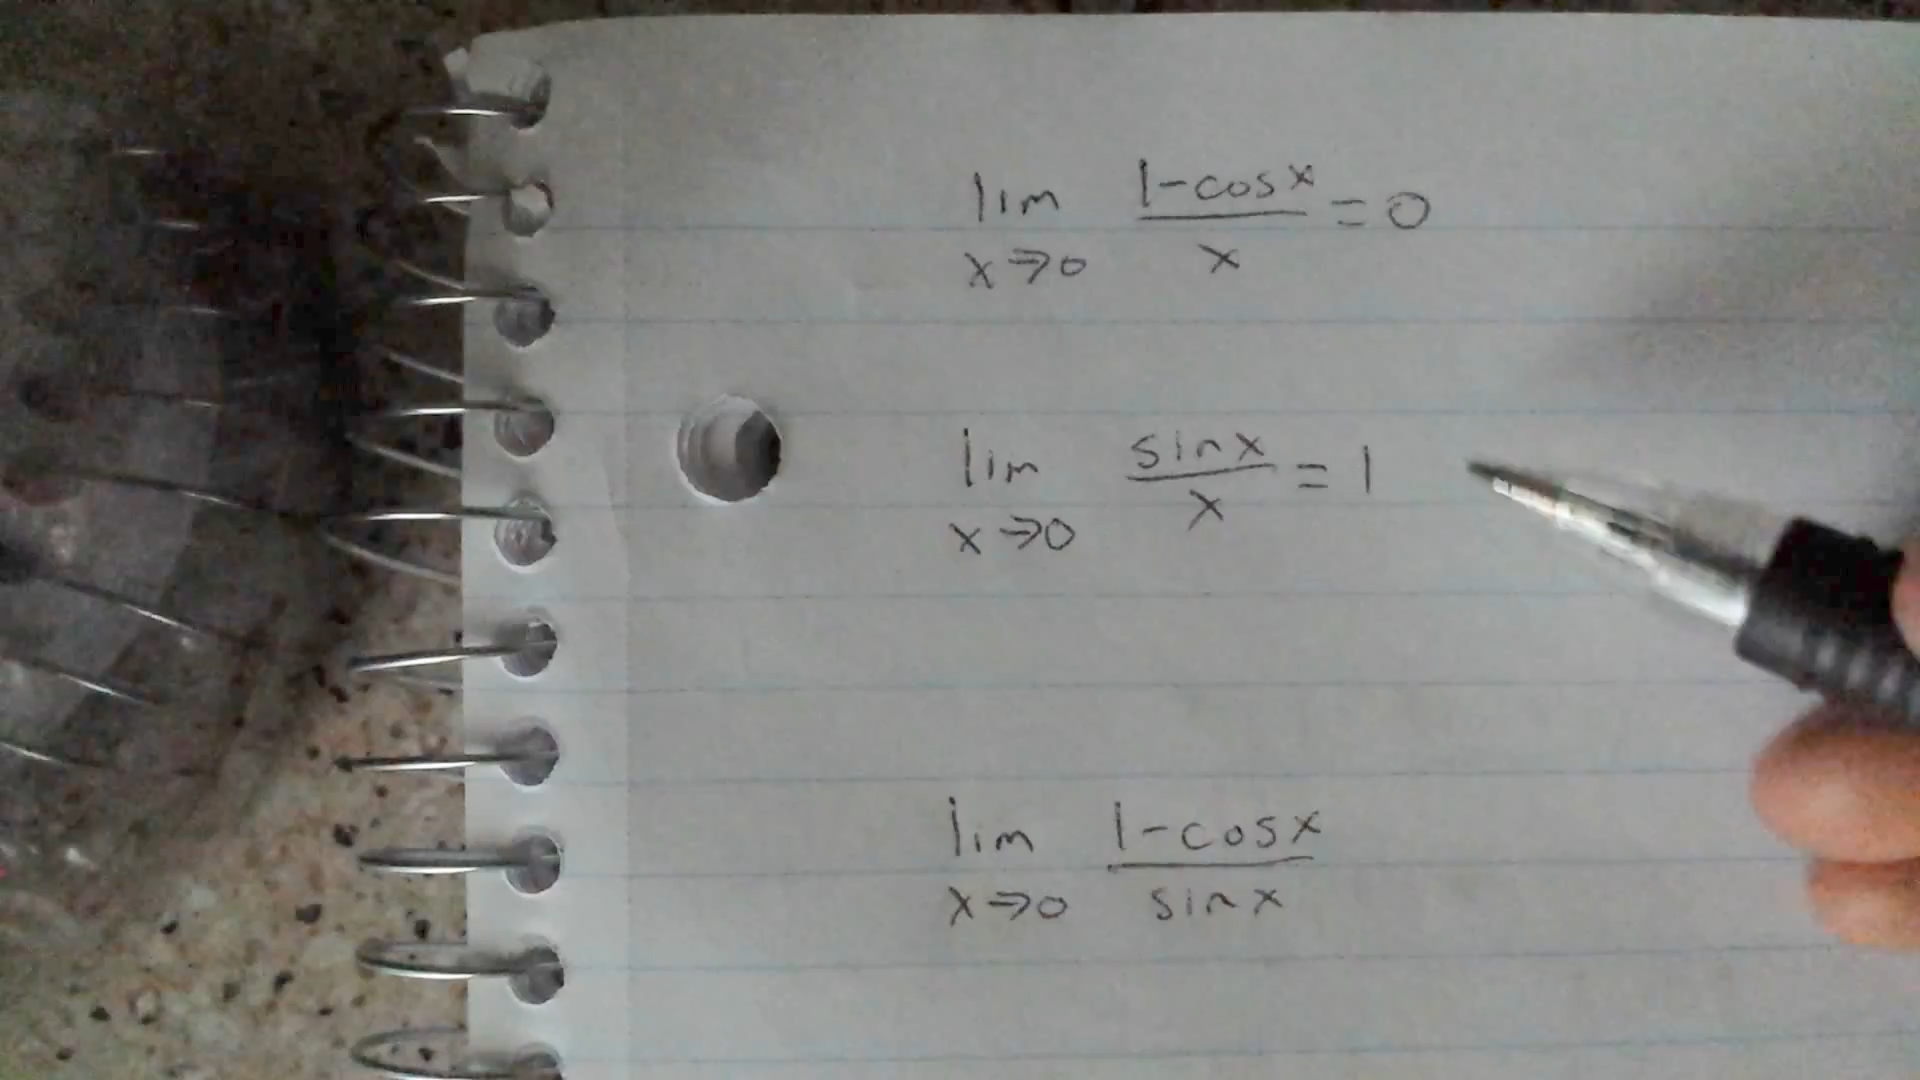 lim 1-cosx = 0
x→0 x
lim sinx = 1
x→0 x
lim 1-cosx
x→0 sinx